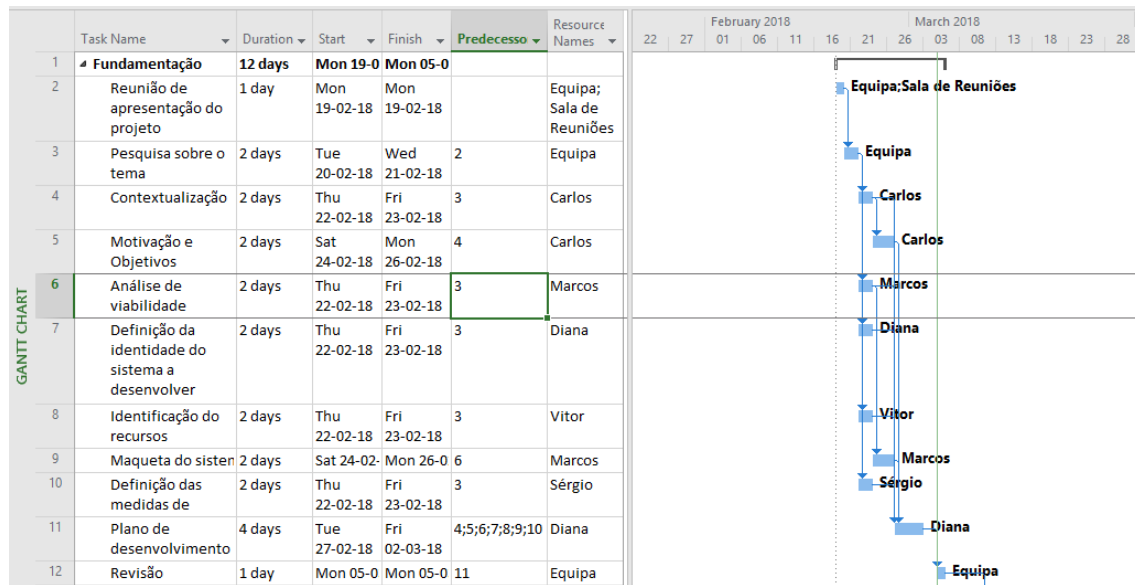 Task Name Duration Start Finish Predecesso Resource Names
February 2018 March 2018
22 27 01 06 11 16 21 26 03 08 13 18 23 28
GANTT CHART
1 Fundamentação 12 days Mon 19-0 Mon 05-0
2 Reunião de 1 day Mon Mon Equipa;
apresentação do 19-02-18 19-02-18 Sala de
projeto Reuniões
Equipa;Sala de Reuniões
3 Pesquisa sobre o 2 days Tue Wed 2 Equipa
tema 20-02-18 21-02-18
Equipa
4 Contextualização 2 days Thu Fri 3 Carlos
22-02-18 23-02-18
Carlos
5 Motivação e 2 days Sat Mon 4 Carlos
Objetivos 24-02-18 26-02-18
Carlos
6 Análise de 2 days Thu Fri 3 Marcos
viabilidade 22-02-18 23-02-18
Marcos
7 Definição da 2 days Thu Fri 3 Diana
identidade do 22-02-18 23-02-18
sistema a
desenvolver
Diana
8 Identificação do 2 days Thu Fri 3 Vitor
recursos 22-02-18 23-02-18
Vitor
9 Maqueta do sisten 2 days Sat 24-02- Mon 26-0 6 Marcos
Marcos
10 Definição das 2 days Thu Fri 3 Sérgio
medidas de 22-02-18 23-02-18
Sérgio
11 Plano de 4 days Tue Fri 4;5;6;7;8;9;10 Diana
desenvolvimento 27-02-18 02-03-18
Diana
12 Revisão 1 day Mon 05-0 Mon 05-0 11 Equipa
Equipa